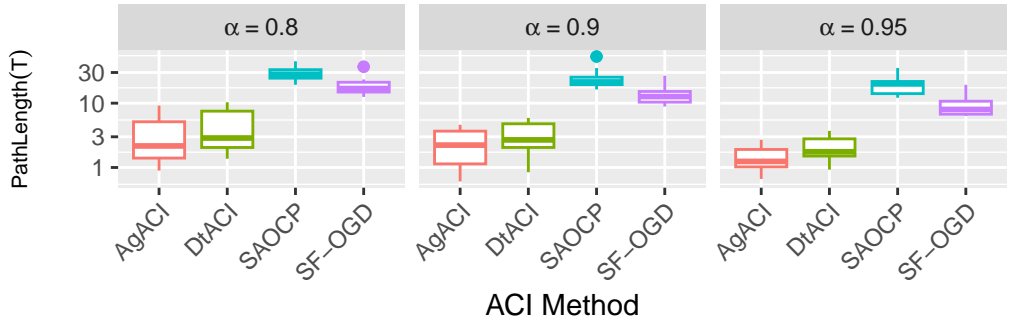 α = 0.8
α = 0.9
α = 0.95
PathLength(T)
30
10
3
1
AgACI
DtACI
SAOCP
SF−OGD
AgACI
DtACI
SAOCP
SF−OGD
AgACI
DtACI
SAOCP
SF−OGD
ACI Method